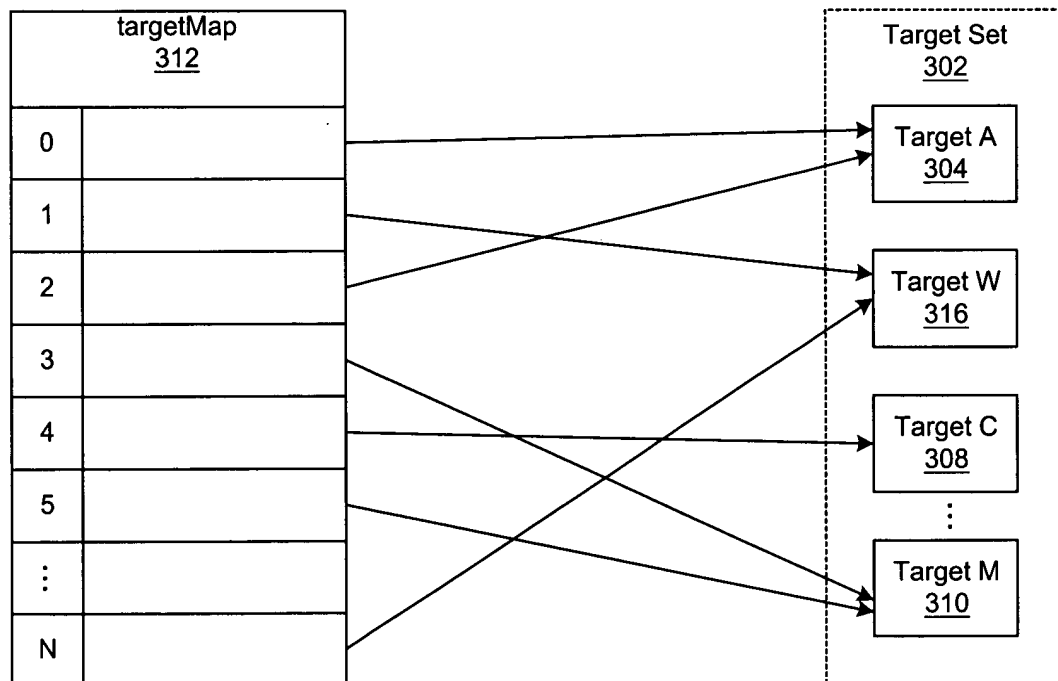 targetMap
312
0
1
2
3
4
5
⋮
N
Target Set
302
Target A
304
Target W
316
Target C
308
⋮
Target M
310